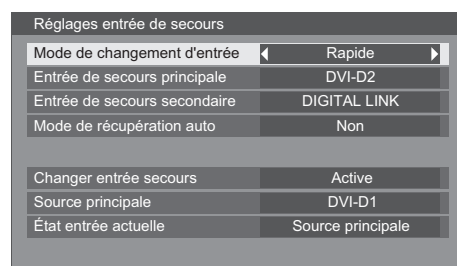 Réglages entrée de secours
Mode de changement d'entrée Rapide
Entrée de secours principale DVI-D2
Entrée de secours secondaire DIGITAL LINK
Mode de récupération auto Non
Changer entrée secours Active
Source principale DVI-D1
État entrée actuelle Source principale